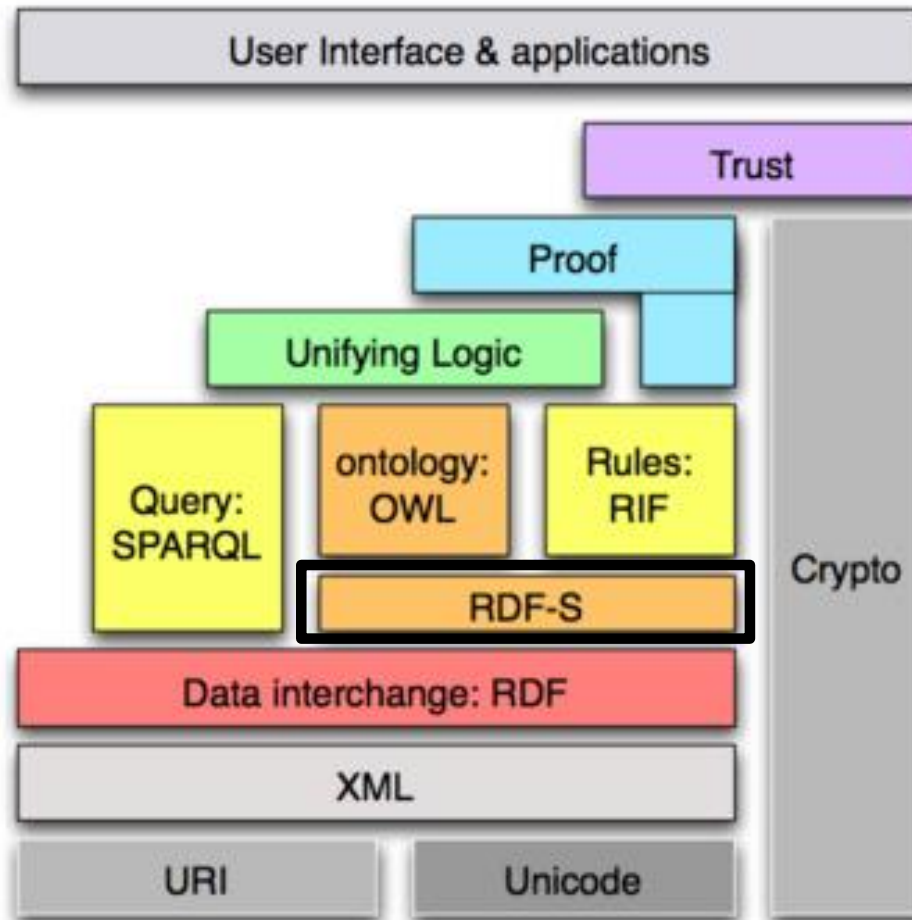 User Interface & applications
Trust
Proof
Unifying Logic
ontology:
OWL
Rules:
RIF
Query:
SPARQL
Crypto
RDF-S
Data interchange: RDF
XML
URI
Unicode